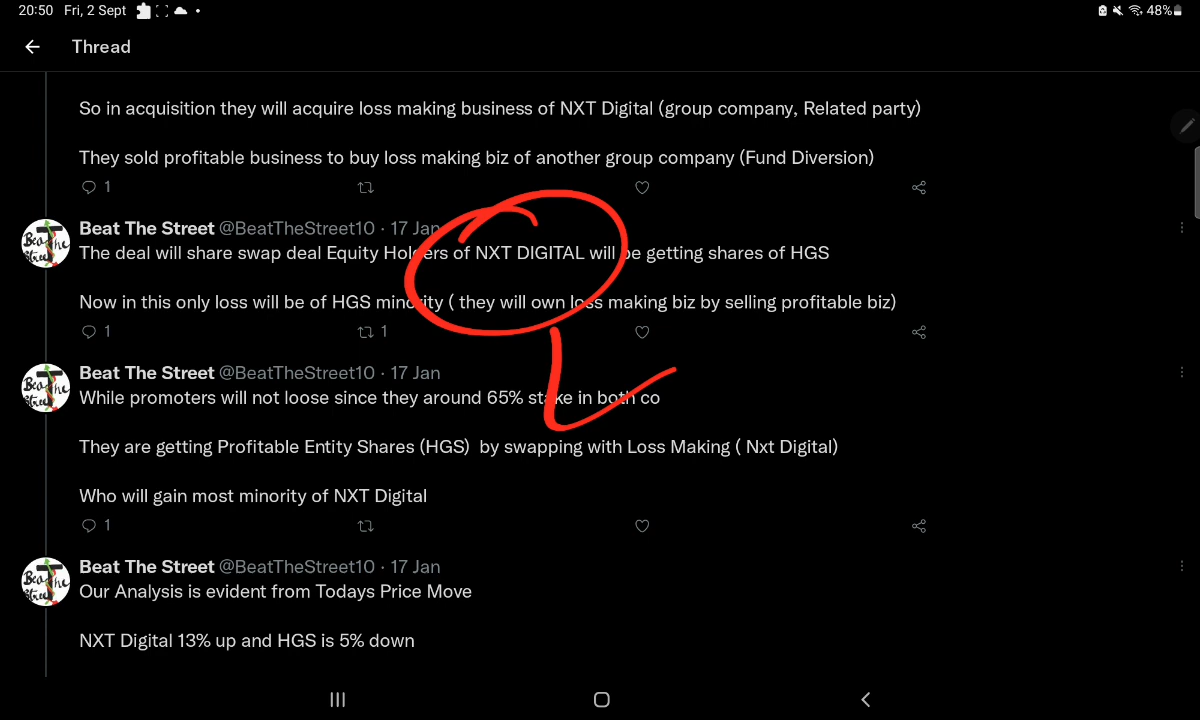 20:50 Fri, 2 Sept
48%
Thread
So in acquisition they will acquire loss making business of NXT Digital (group company, Related party)
They sold profitable business to buy loss making biz of another group company (Fund Diversion)
1
Beat The Street @BeatTheStreet10 · 17 Jan
The deal will share swap deal Equity Holders of NXT DIGITAL will be getting shares of HGS
Now in this only loss will be of HGS minority ( they will own loss making biz by selling profitable biz)
1 1
Beat The Street @BeatTheStreet10 · 17 Jan
While promoters will not loose since they around 65% stake in both co
They are getting Profitable Entity Shares (HGS)  by swapping with Loss Making ( Nxt Digital)
Who will gain most minority of NXT Digital
1
Beat The Street @BeatTheStreet10 · 17 Jan
Our Analysis is evident from Todays Price Move
NXT Digital 13% up and HGS is 5% down